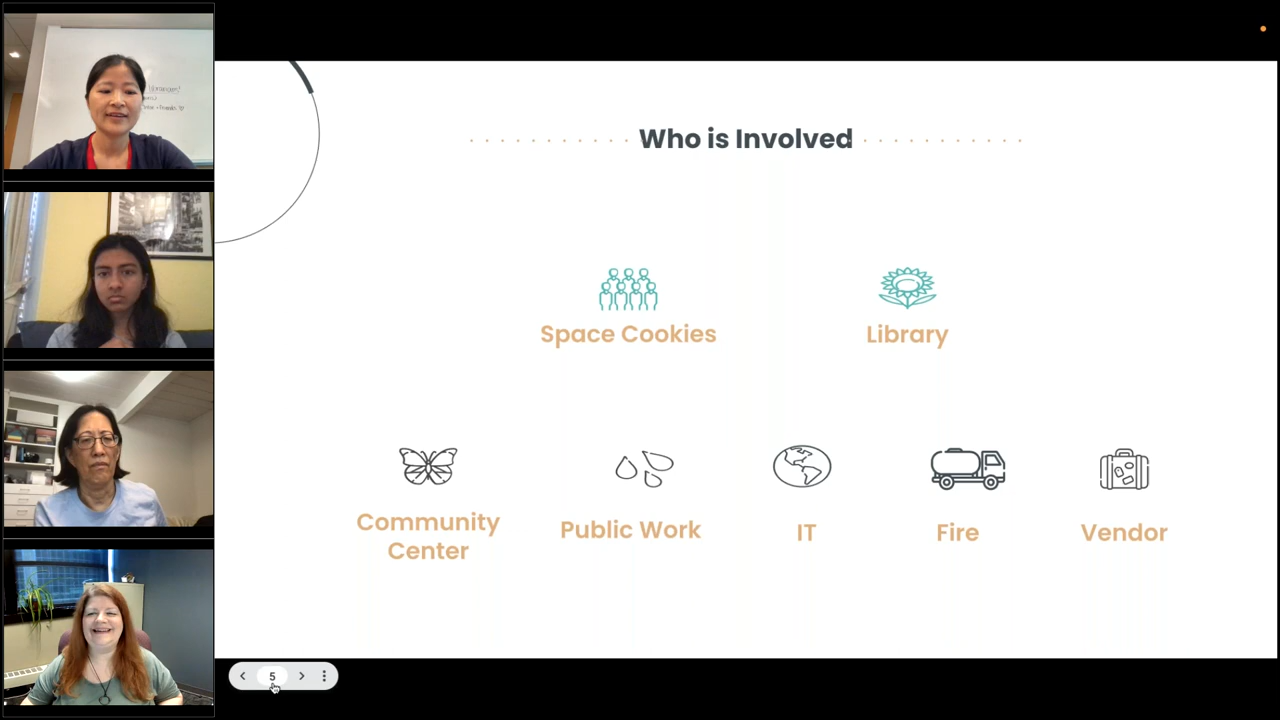 Who is Involved
Space Cookies
Library
Community
Center
Public Work
IT
Fire
Vendor
5